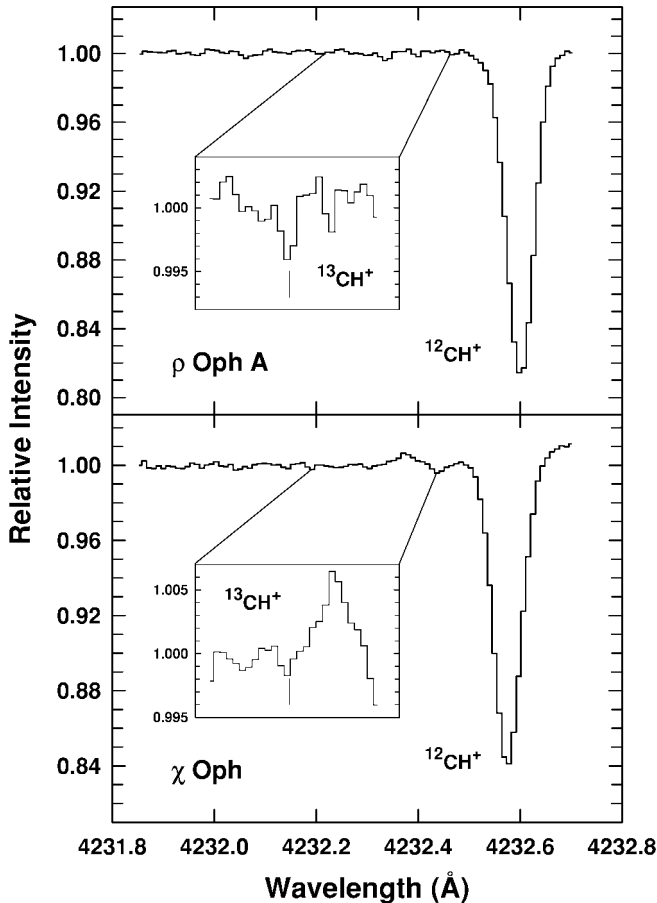 1.00
0.96
0.92
0.88
0.84
0.80
1.000
0.995
¹³CH⁺
¹²CH⁺
ρ Oph A
1.00
0.96
0.92
0.88
0.84
1.005
1.000
0.995
¹³CH⁺
¹²CH⁺
χ Oph
Relative Intensity
4231.8 4232.0 4232.2 4232.4 4232.6 4232.8
Wavelength (Å)